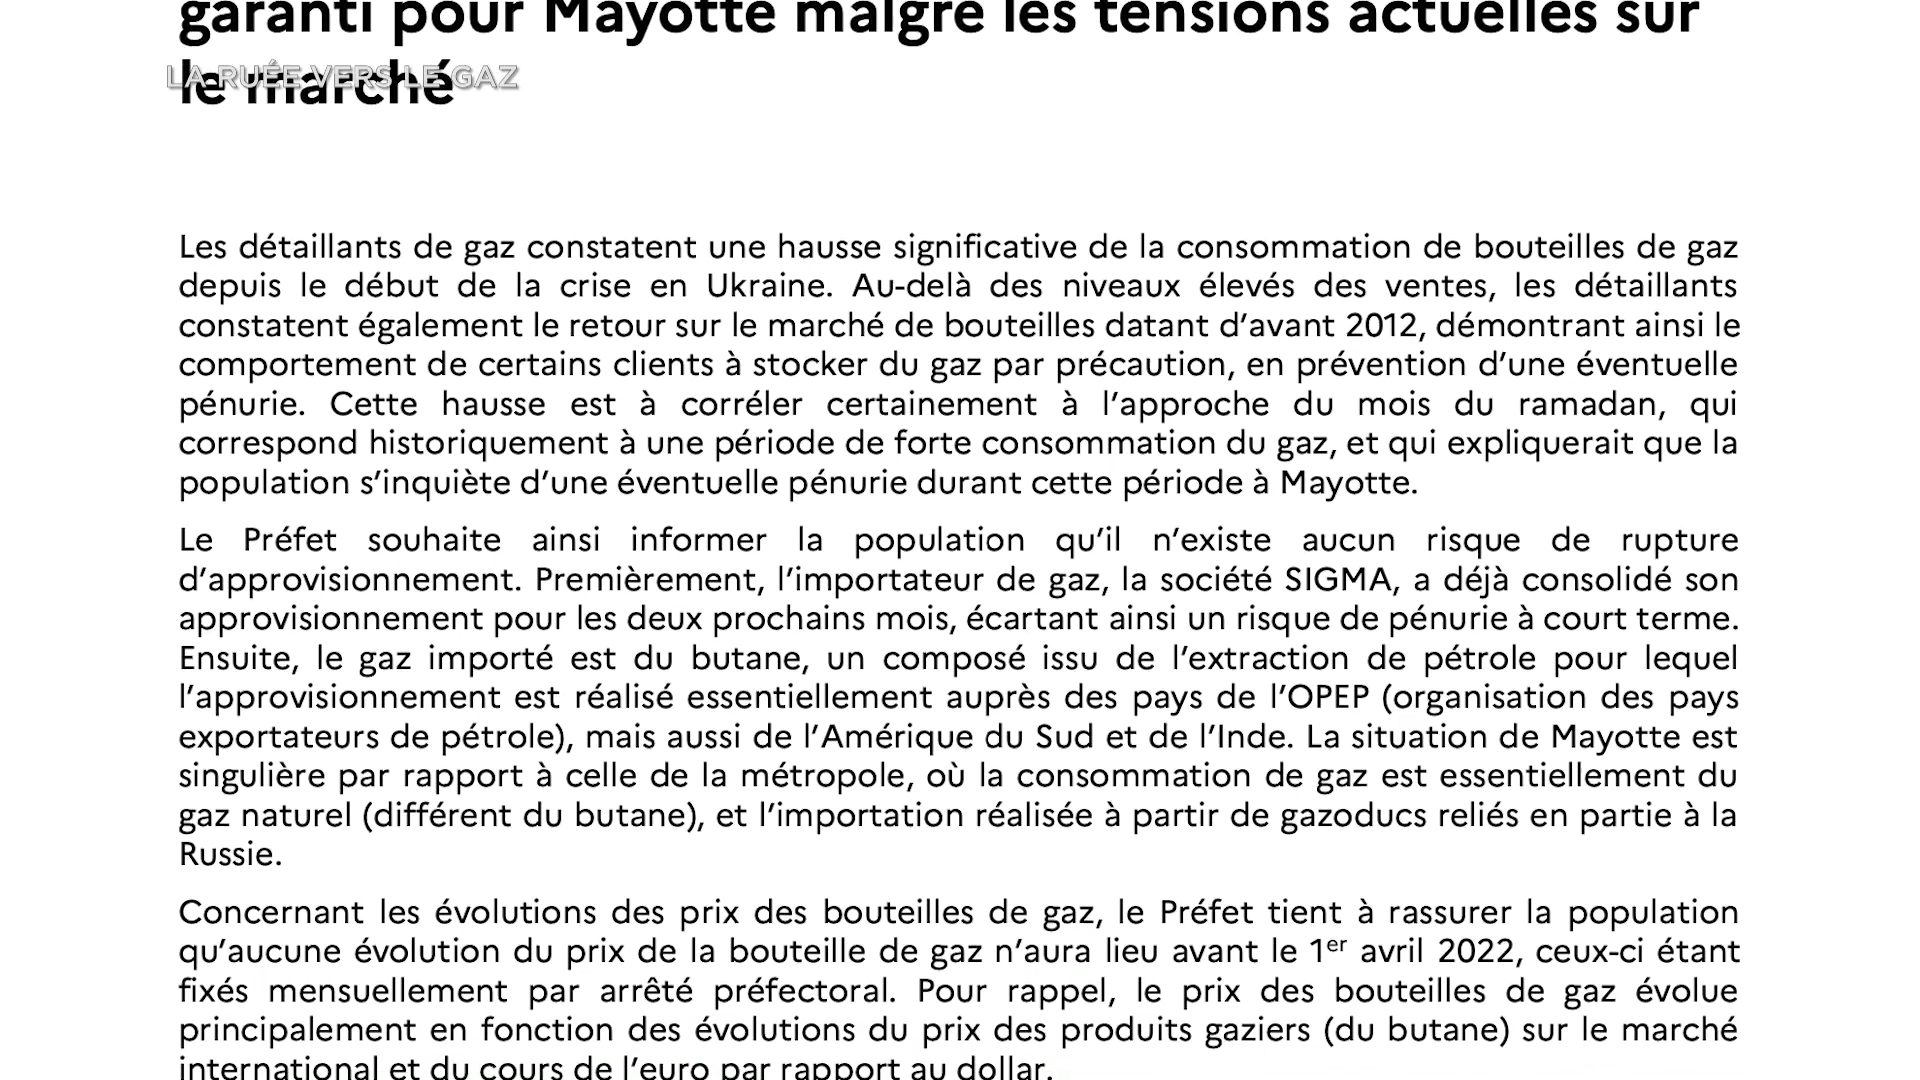 garanti pour Mayotte malgré les tensions actuelles sur
le marché
LA RUÉE VERS LE GAZ
Les détaillants de gaz constatent une hausse significative de la consommation de bouteilles de gaz
depuis le début de la crise en Ukraine. Au-delà des niveaux élevés des ventes, les détaillants
constatent également le retour sur le marché de bouteilles datant d’avant 2012, démontrant ainsi le
comportement de certains clients à stocker du gaz par précaution, en prévention d’une éventuelle
pénurie. Cette hausse est à corréler certainement à l’approche du mois du ramadan, qui
correspond historiquement à une période de forte consommation du gaz, et qui expliquerait que la
population s’inquiète d’une éventuelle pénurie durant cette période à Mayotte.
Le Préfet souhaite ainsi informer la population qu’il n’existe aucun risque de rupture
d’approvisionnement. Premièrement, l’importateur de gaz, la société SIGMA, a déjà consolidé son
approvisionnement pour les deux prochains mois, écartant ainsi un risque de pénurie à court terme.
Ensuite, le gaz importé est du butane, un composé issu de l’extraction de pétrole pour lequel
l’approvisionnement est réalisé essentiellement auprès des pays de l’OPEP (organisation des pays
exportateurs de pétrole), mais aussi de l’Amérique du Sud et de l’Inde. La situation de Mayotte est
singulière par rapport à celle de la métropole, où la consommation de gaz est essentiellement du
gaz naturel (différent du butane), et l’importation réalisée à partir de gazoducs reliés en partie à la
Russie.
Concernant les évolutions des prix des bouteilles de gaz, le Préfet tient à rassurer la population
qu’aucune évolution du prix de la bouteille de gaz n’aura lieu avant le 1er avril 2022, ceux-ci étant
fixés mensuellement par arrêté préfectoral. Pour rappel, le prix des bouteilles de gaz évolue
principalement en fonction des évolutions du prix des produits gaziers (du butane) sur le marché
international et du cours de l’euro par rapport au dollar.